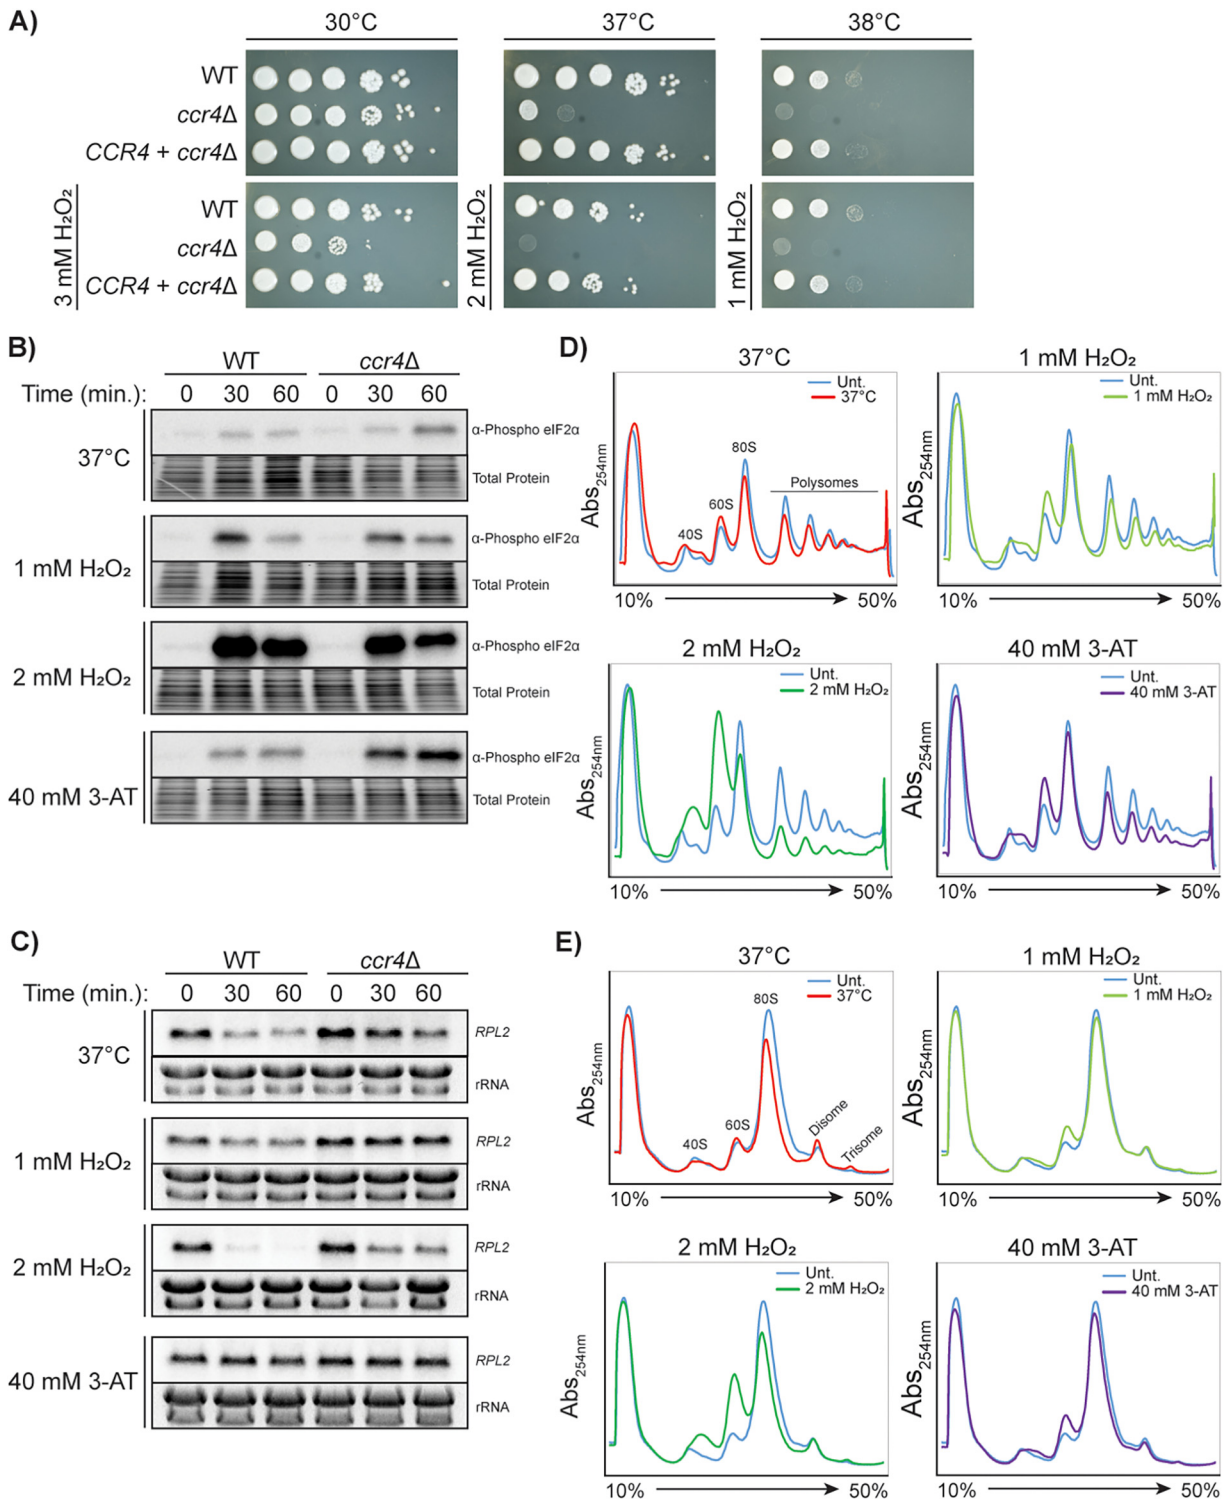 A)
30°C
37°C
38°C
WT
ccr4Δ
CCR4 + ccr4Δ
3 mM H₂O₂
WT
ccr4Δ
CCR4 + ccr4Δ
2 mM H₂O₂
1 mM H₂O₂
B)
WT
ccr4Δ
Time (min.):
0
30
60
0
30
60
37°C
α-Phospho eIF2α
Total Protein
1 mM H₂O₂
α-Phospho eIF2α
Total Protein
2 mM H₂O₂
α-Phospho eIF2α
Total Protein
40 mM 3-AT
α-Phospho eIF2α
Total Protein
C)
WT
ccr4Δ
Time (min.):
0
30
60
0
30
60
37°C
RPL2
rRNA
1 mM H₂O₂
RPL2
rRNA
2 mM H₂O₂
RPL2
rRNA
40 mM 3-AT
RPL2
rRNA
D)
37°C
Unt.
37°C
Abs254nm
40S
60S
80S
Polysomes
10%
50%
1 mM H₂O₂
Unt.
1 mM H₂O₂
Abs254nm
10%
50%
2 mM H₂O₂
Unt.
2 mM H₂O₂
Abs254nm
10%
50%
40 mM 3-AT
Unt.
40 mM 3-AT
Abs254nm
10%
50%
E)
37°C
Unt.
37°C
Abs254nm
40S
60S
80S
Disome
Trisome
10%
50%
1 mM H₂O₂
Unt.
1 mM H₂O₂
Abs254nm
10%
50%
2 mM H₂O₂
Unt.
2 mM H₂O₂
Abs254nm
10%
50%
40 mM 3-AT
Unt.
40 mM 3-AT
Abs254nm
10%
50%